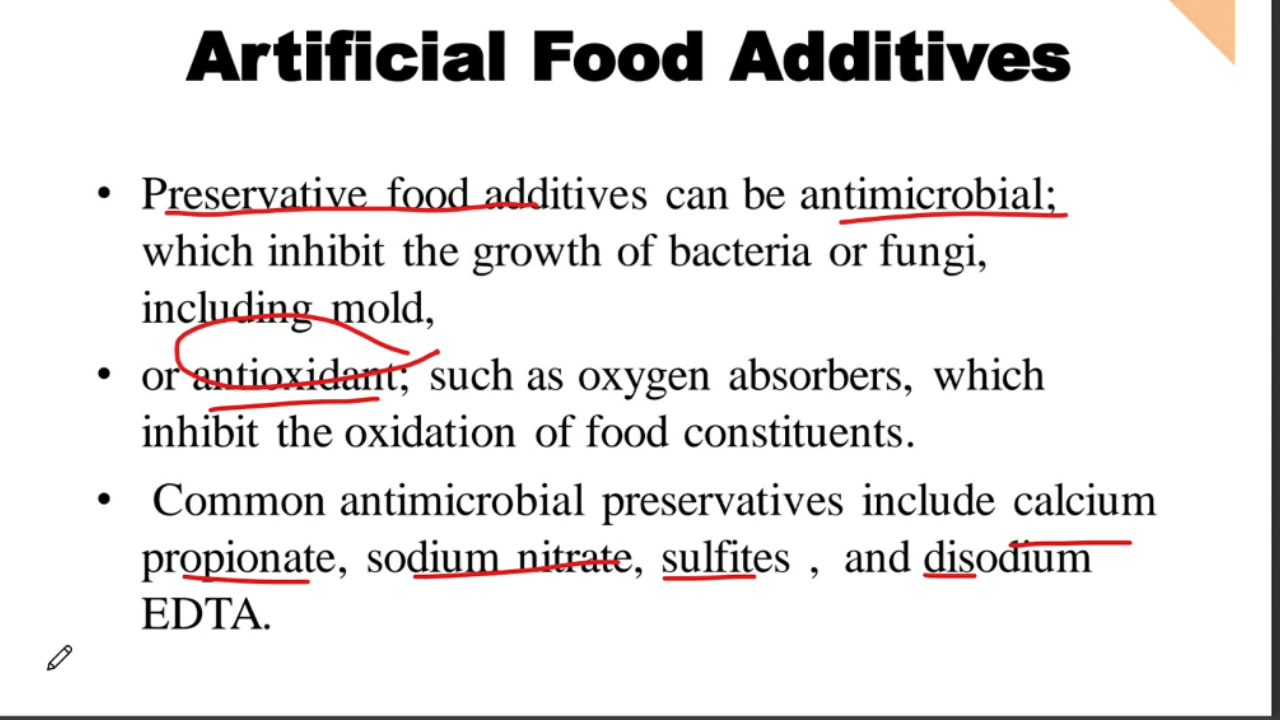 Artificial Food Additives
• Preservative food additives can be antimicrobial;
which inhibit the growth of bacteria or fungi,
including mold,
• or antioxidant; such as oxygen absorbers, which
inhibit the oxidation of food constituents.
• Common antimicrobial preservatives include calcium
propionate, sodium nitrate, sulfites , and disodium
EDTA.